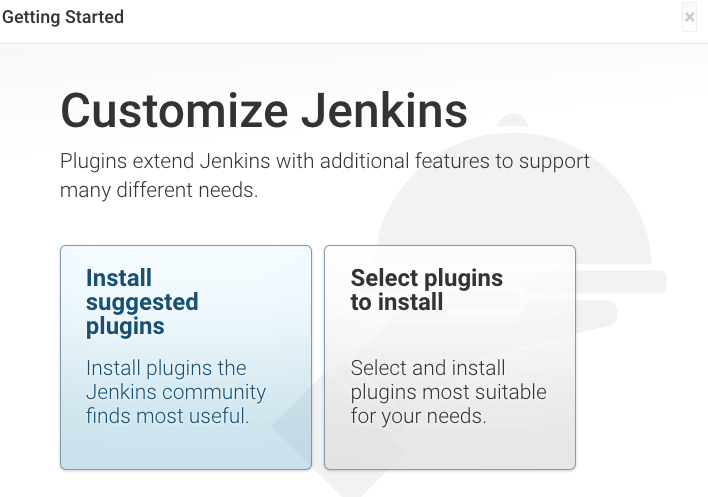 Getting Started
×
Customize Jenkins
Plugins extend Jenkins with additional features to support
many different needs.
Install
suggested
plugins
Install plugins the
Jenkins community
finds most useful.
Select plugins
to install
Select and install
plugins most suitable
for your needs.